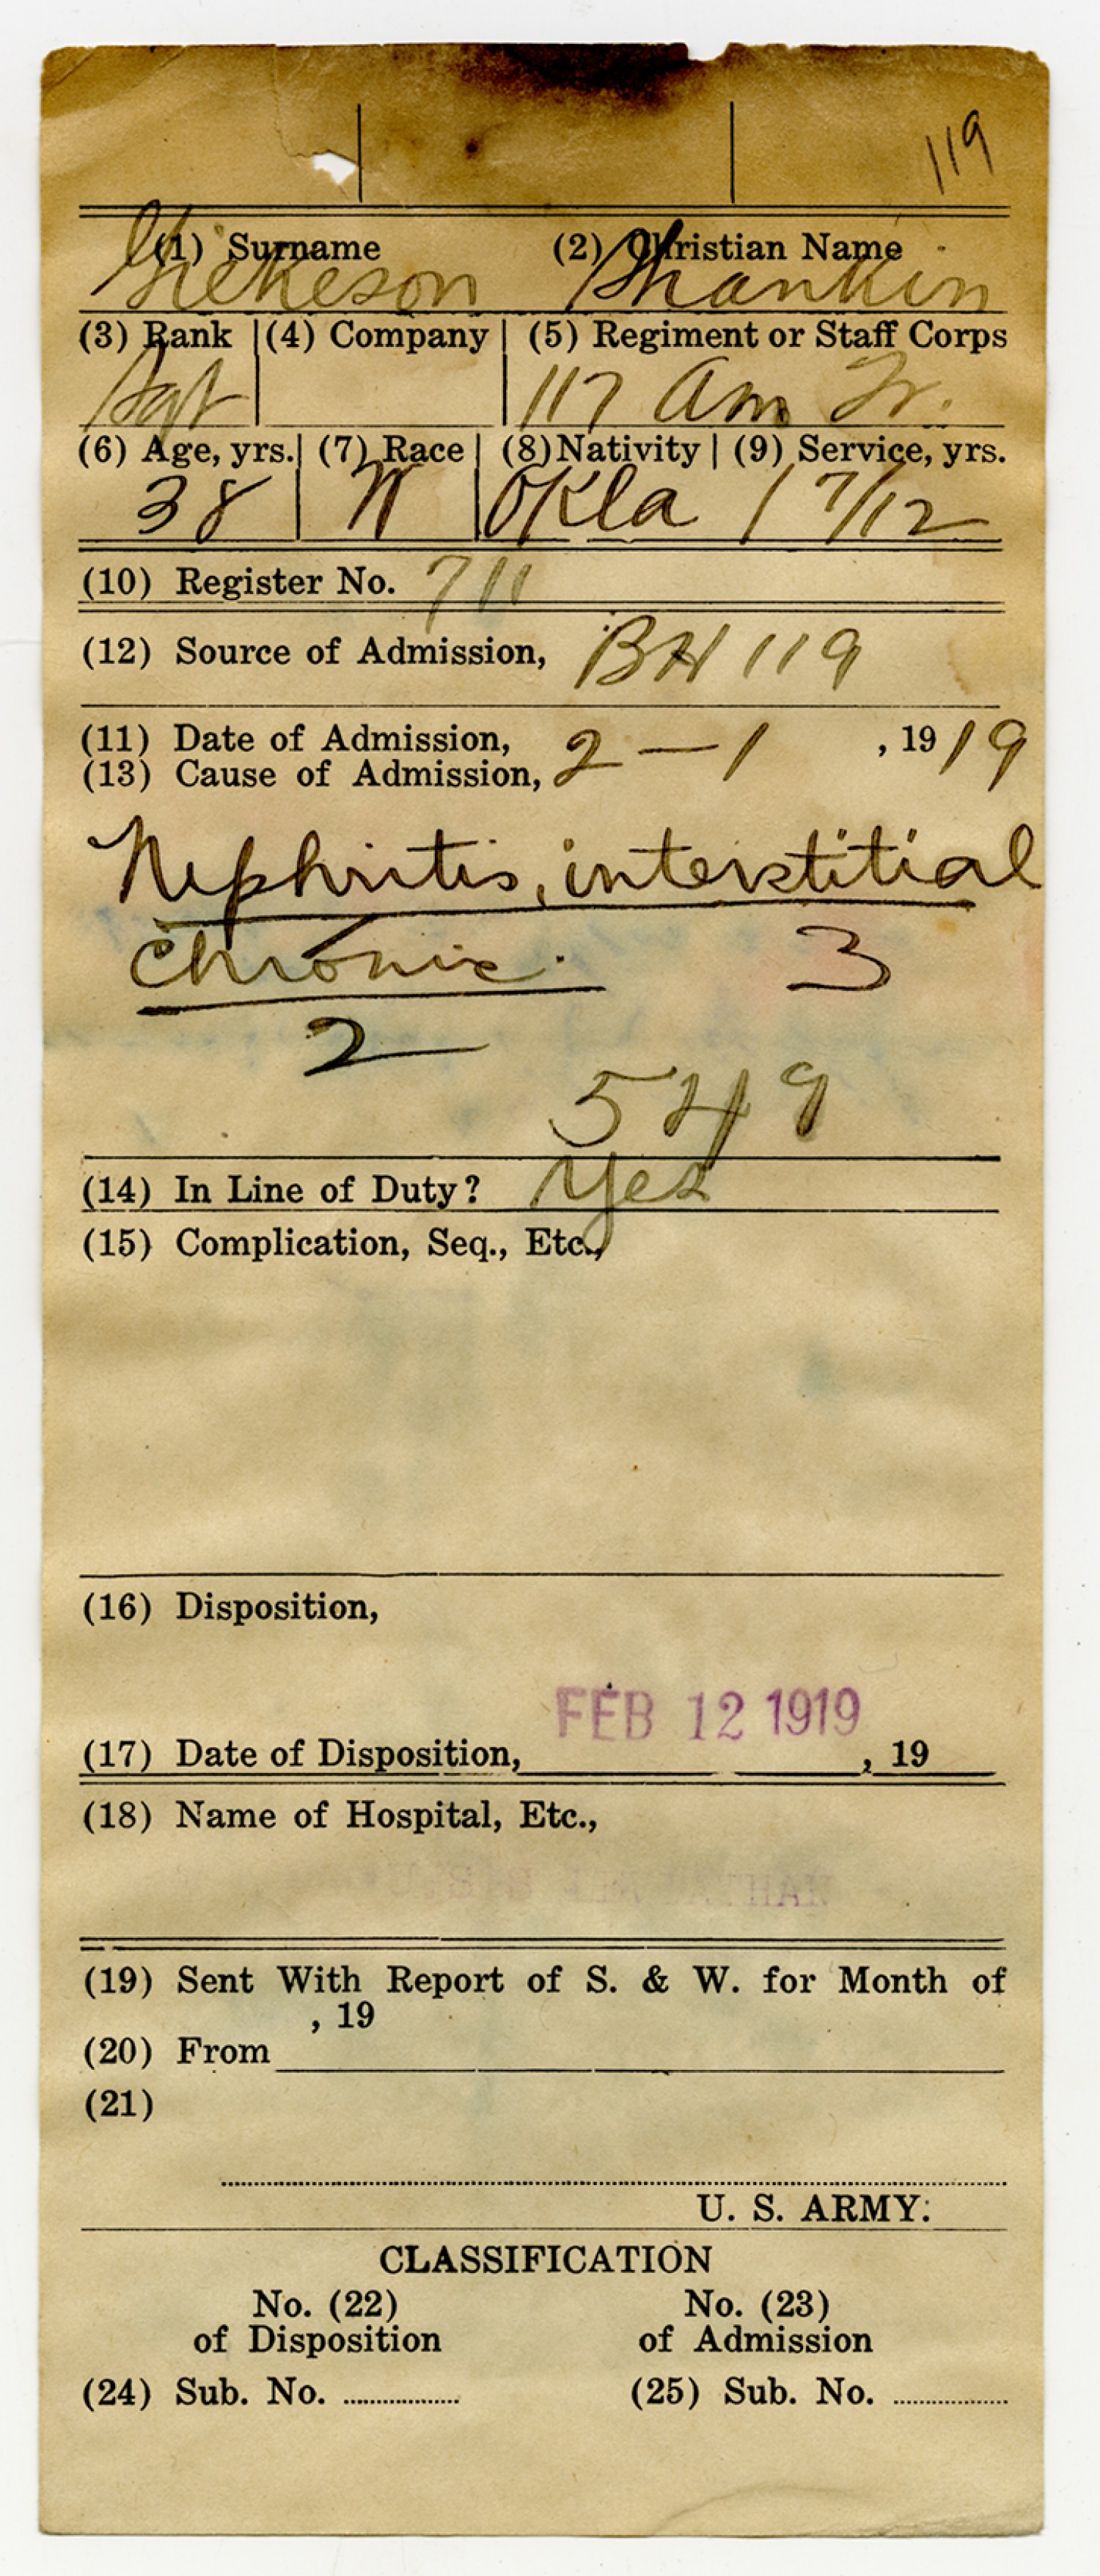 119
(1) Surname (2) Christian Name
(3) Rank (4) Company (5) Regiment or Staff Corps
Sgt 117 Am Tr.
(6) Age, yrs. (7) Race (8) Nativity (9) Service, yrs.
38 W Okla 1 7/12
(10) Register No. 711
(12) Source of Admission, BH 119
(11) Date of Admission, 2-1, 1919
(13) Cause of Admission,
Nephritis, interstitial
chronic. 3
2
549
(14) In Line of Duty? Yes
(15) Complication, Seq., Etc.,
(16) Disposition,
FEB 12 1919
(17) Date of Disposition, , 19
(18) Name of Hospital, Etc.,
(19) Sent With Report of S. & W. for Month of
, 19
(20) From
(21)
U. S. ARMY.
CLASSIFICATION
No. (22) No. (23)
of Disposition of Admission
(24) Sub. No. (25) Sub. No.